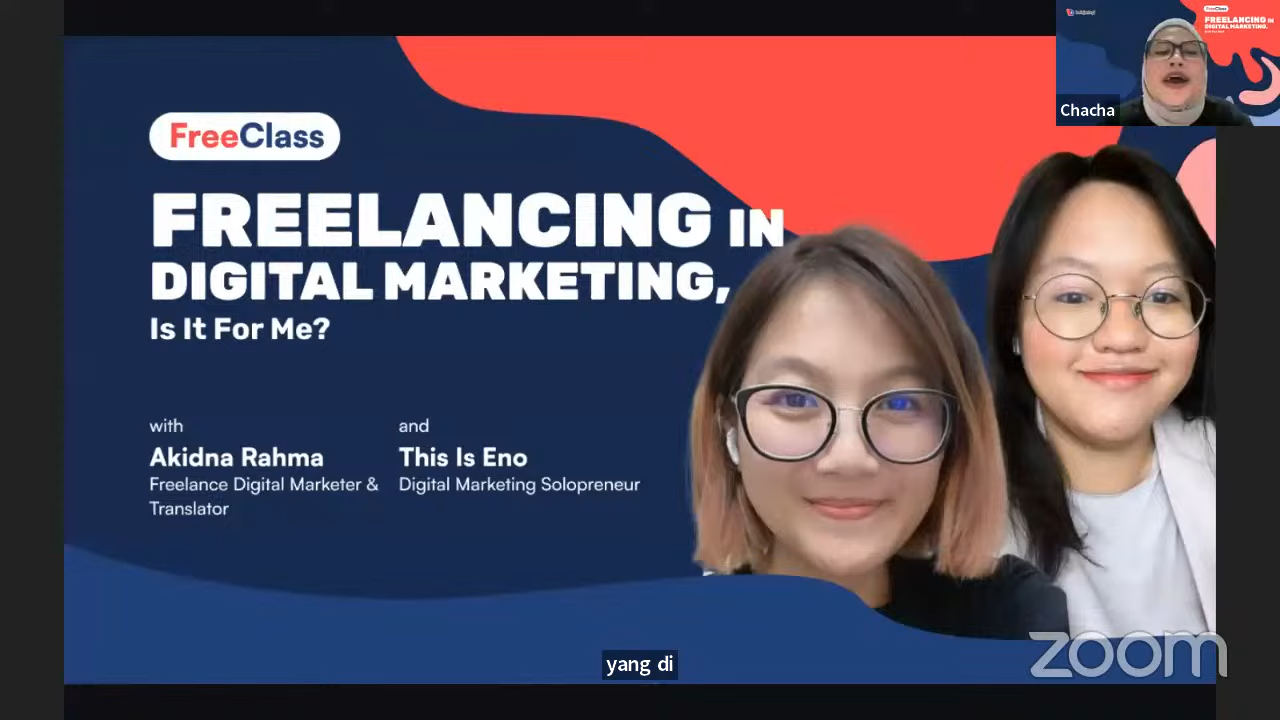 FreeClass
FREELANCING IN
DIGITAL MARKETING,
Is It For Me?
with
Akidna Rahma
Freelance Digital Marketer &
Translator
and
This Is Eno
Digital Marketing Solopreneur
FreeClass
FREELANCING IN
DIGITAL MARKETING,
Chacha
yang di
zoom